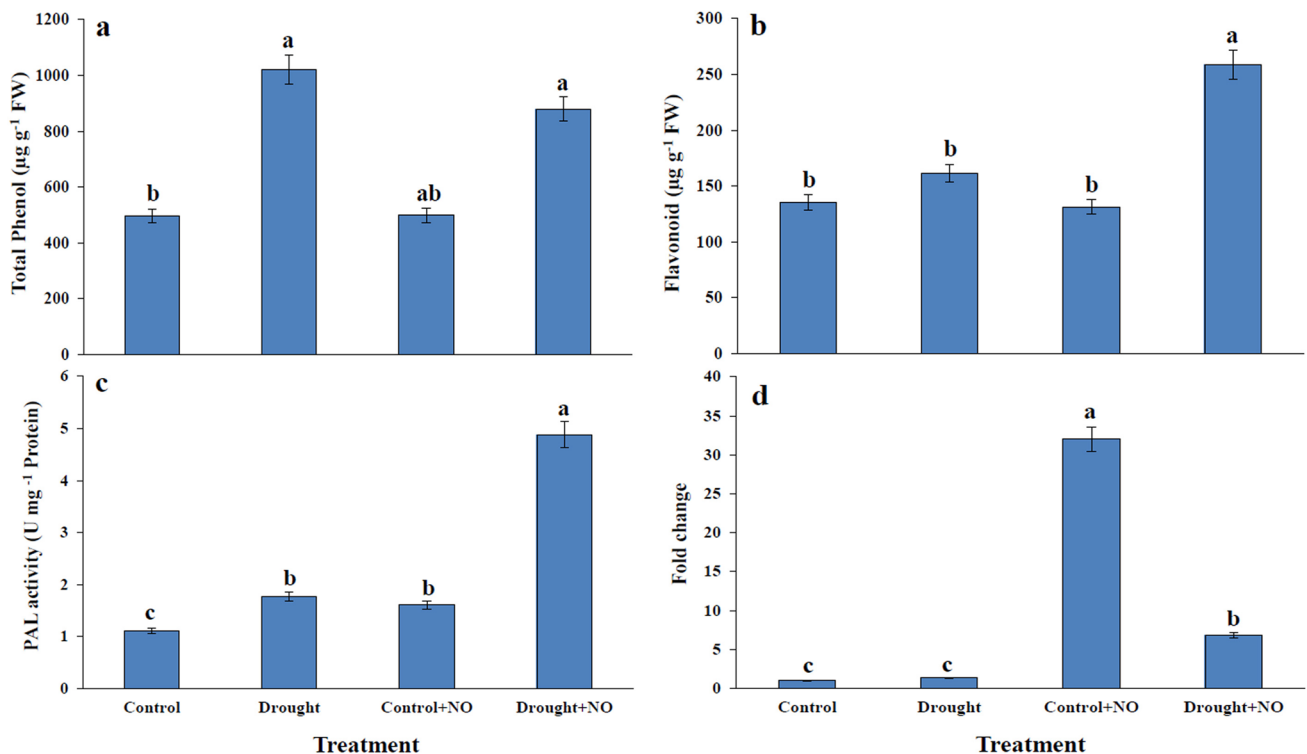 a
Total Phenol (µg g-1 FW)
1200
1000
800
600
400
200
0
b
a
ab
a
b
Flavonoid (µg g-1 FW)
300
250
200
150
100
50
0
b
b
b
a
c
PAL activity (U mg -1 Protein)
6
5
4
3
2
1
0
c
b
b
a
Control
Drought
Control+NO
Drought+NO
Treatment
d
Fold change
40
35
30
25
20
15
10
5
0
c
c
a
b
Control
Drought
Control+NO
Drought+NO
Treatment